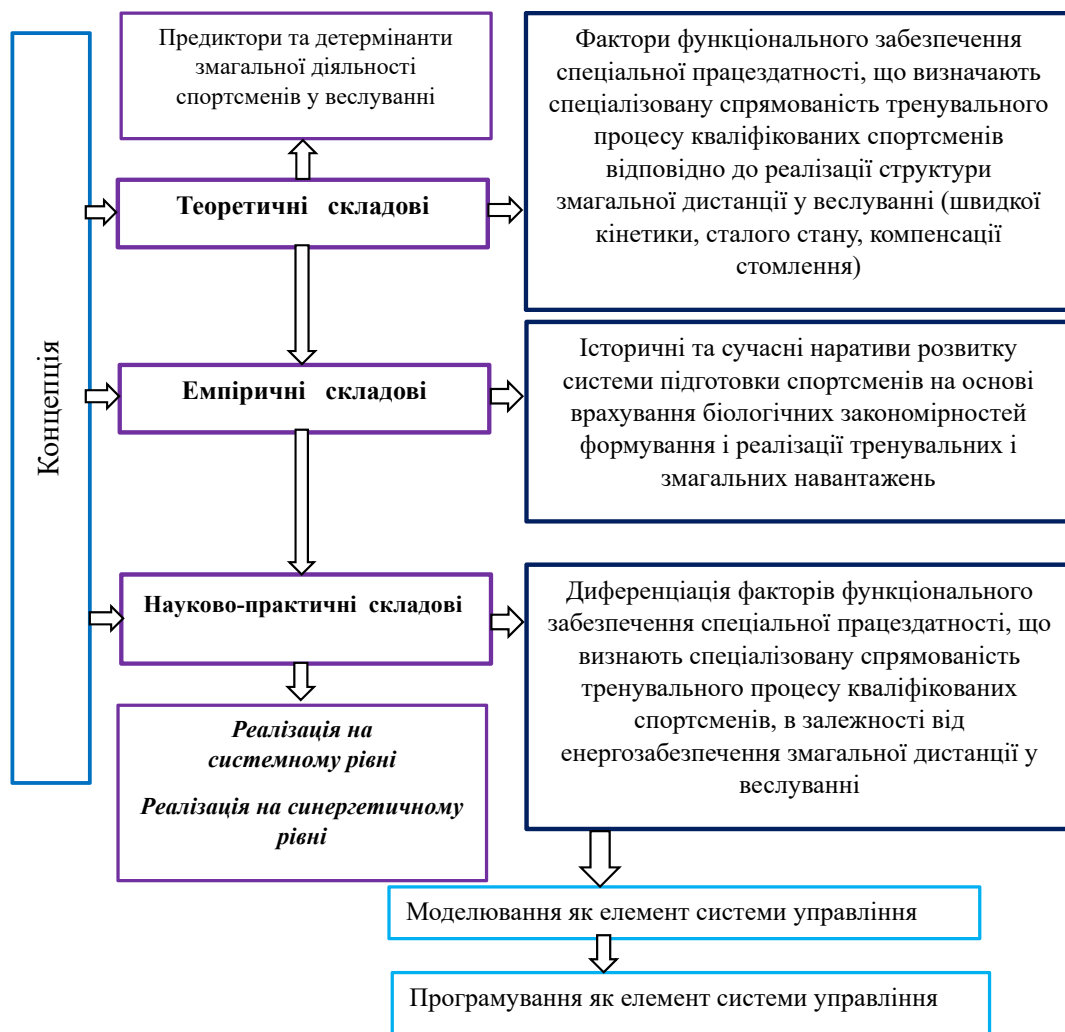 Концепція
Предиктори та детермінанти
змагальної діяльності
спортсменів у веслуванні
Теоретичні складові
Фактори функціонального забезпечення
спеціальної працездатності, що визначають
спеціалізовану спрямованість тренувального
процесу кваліфікованих спортсменів
відповідно до реалізації структури
змагальної дистанції у веслуванні (швидкої
кінетики, сталого стану, компенсації
стомлення)
Емпіричні складові
Історичні та сучасні наративи розвитку
системи підготовки спортсменів на основі
врахування біологічних закономірностей
формування і реалізації тренувальних і
змагальних навантажень
Науково-практичні складові
Диференціація факторів функціонального
забезпечення спеціальної працездатності, що
визнають спеціалізовану спрямованість
тренувального процесу кваліфікованих
спортсменів, в залежності від
енергозабезпечення змагальної дистанції у
веслуванні
Реалізація на
системному рівні
Реалізація на синергетичному
рівні
Моделювання як елемент системи управління
Програмування як елемент системи управління